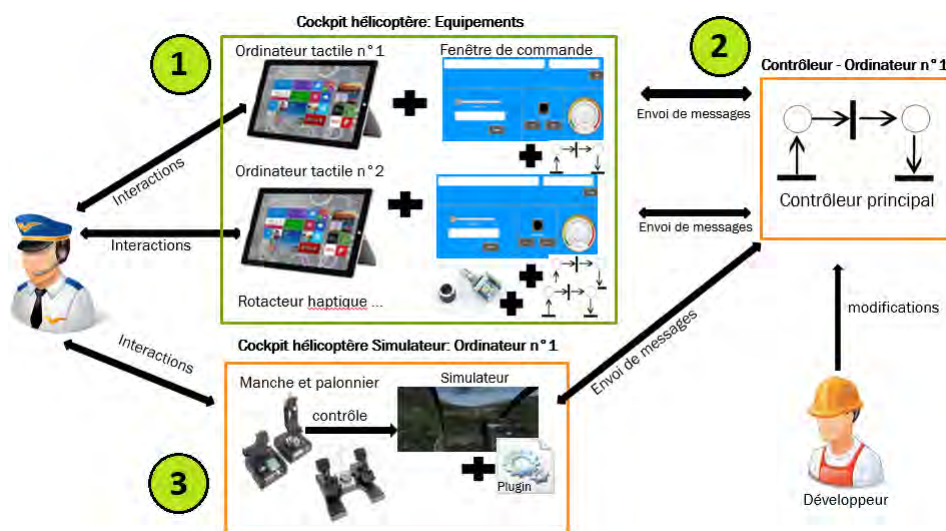 Cockpit hélicoptère: Equipements
1
Ordinateur tactile n°1
Fenêtre de commande
2
Contrôleur - Ordinateur n°1
Envoi de messages
Interactions
Ordinateur tactile n°2
Contrôleur principal
Interactions
Envoi de messages
Rotacteur haptique ...
modifications
Interactions
Envoi de messages
Cockpit hélicoptère Simulateur: Ordinateur n°1
Manche et palonnier
Simulateur
contrôle
3
Plugin
Développeur